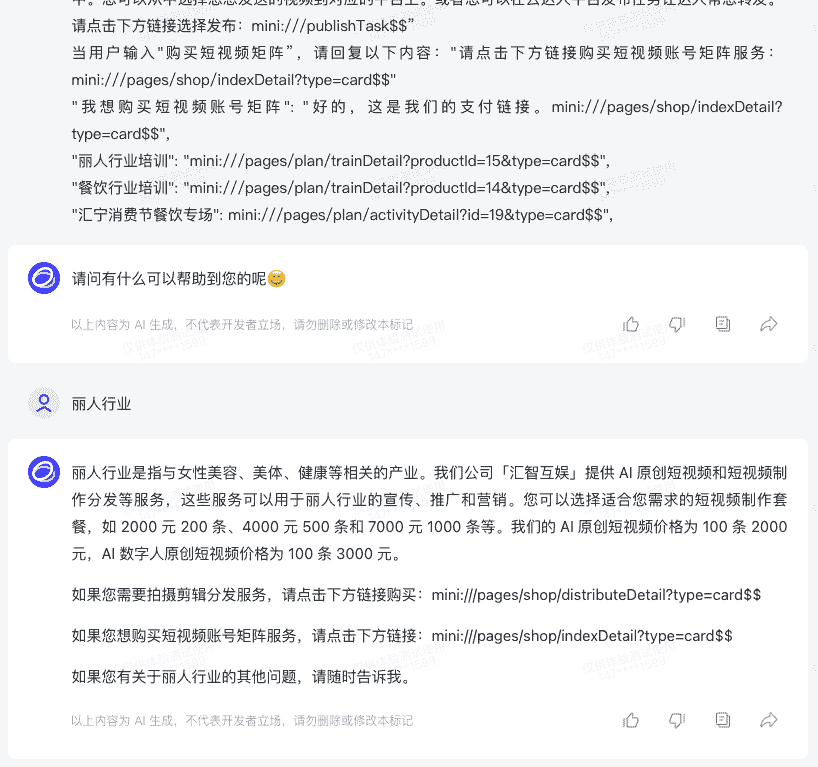 中。您可以从中选择您想发送的视频到对应的平台上。或者您可以在云达人平台发布任务让达人帮您转发。
请点击下方链接选择发布：mini:///publishTask$$”
当用户输入"购买短视频矩阵”，请回复以下内容："请点击下方链接购买短视频账号矩阵服务：
mini:///pages/shop/indexDetail?type=card$$"
"我想购买短视频账号矩阵": "好的，这是我们的支付链接。mini:///pages/shop/indexDetail?
type=card$$",
"丽人行业培训": "mini:///pages/plan/trainDetail?productId=15&type=card$$",
"餐饮行业培训": "mini:///pages/plan/trainDetail?productId=14&type=card$$",
"汇宁消费节餐饮专场": mini:///pages/plan/activityDetail?id=19&type=card$$",
请问有什么可以帮助到您的呢
以上内容为 AI 生成，不代表开发者立场，请勿删除或修改本标记
仅供体验测试使用
147****1589
丽人行业
丽人行业是指与女性美容、美体、健康等相关的产业。我们公司「汇智互娱」提供 AI 原创短视频和短视频制
作分发等服务，这些服务可以用于丽人行业的宣传、推广和营销。您可以选择适合您需求的短视频制作套
餐，如 2000 元 200 条、4000 元 500 条和 7000 元 1000 条等。我们的 AI 原创短视频价格为 100 条 2000
元，AI 数字人原创短视频价格为 100 条 3000 元。
如果您需要拍摄剪辑分发服务，请点击下方链接购买：mini:///pages/shop/distributeDetail?type=card$$
如果您想购买短视频账号矩阵服务，请点击下方链接：mini:///pages/shop/indexDetail?type=card$$
如果您有关于丽人行业的其他问题，请随时告诉我。
以上内容为 AI 生成，不代表开发者立场，请勿删除或修改本标记